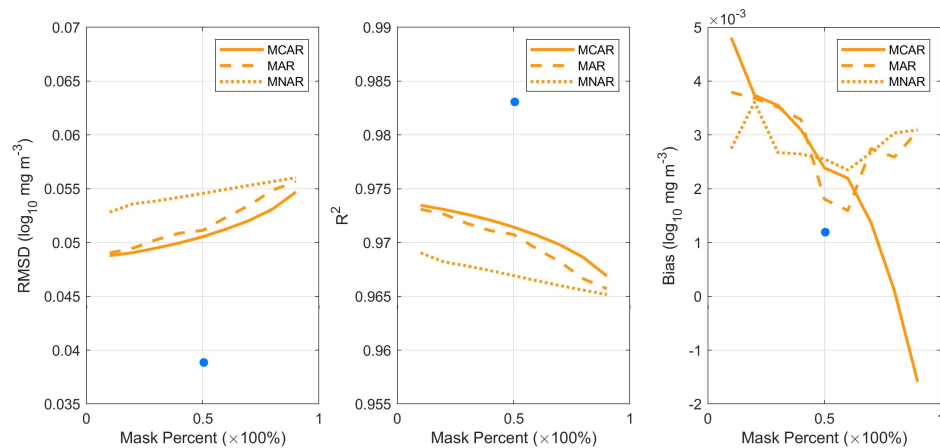 0.07
0.065
0.06
0.055
0.05
0.045
0.04
0.035
RMSD (log10 mg m-3)
MCAR
MAR
MNAR
0
0.5
1
Mask Percent (×100%)
0.99
0.985
0.98
0.975
0.97
0.965
0.96
0.955
R2
MCAR
MAR
MNAR
0
0.5
1
Mask Percent (×100%)
×10-3
5
4
3
2
1
0
-1
-2
Bias (log10 mg m-3)
MCAR
MAR
MNAR
0
0.5
1
Mask Percent (×100%)